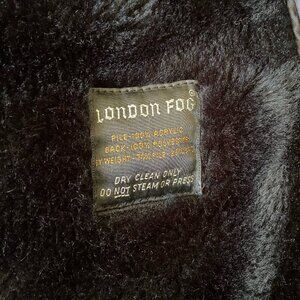 LONDON FOG
PILE-100% ACRYLIC
BACK-100% POLYESTER
BY WEIGHT-
DRY CLEAN ONLY
DO NOT STEAM OR PRESS